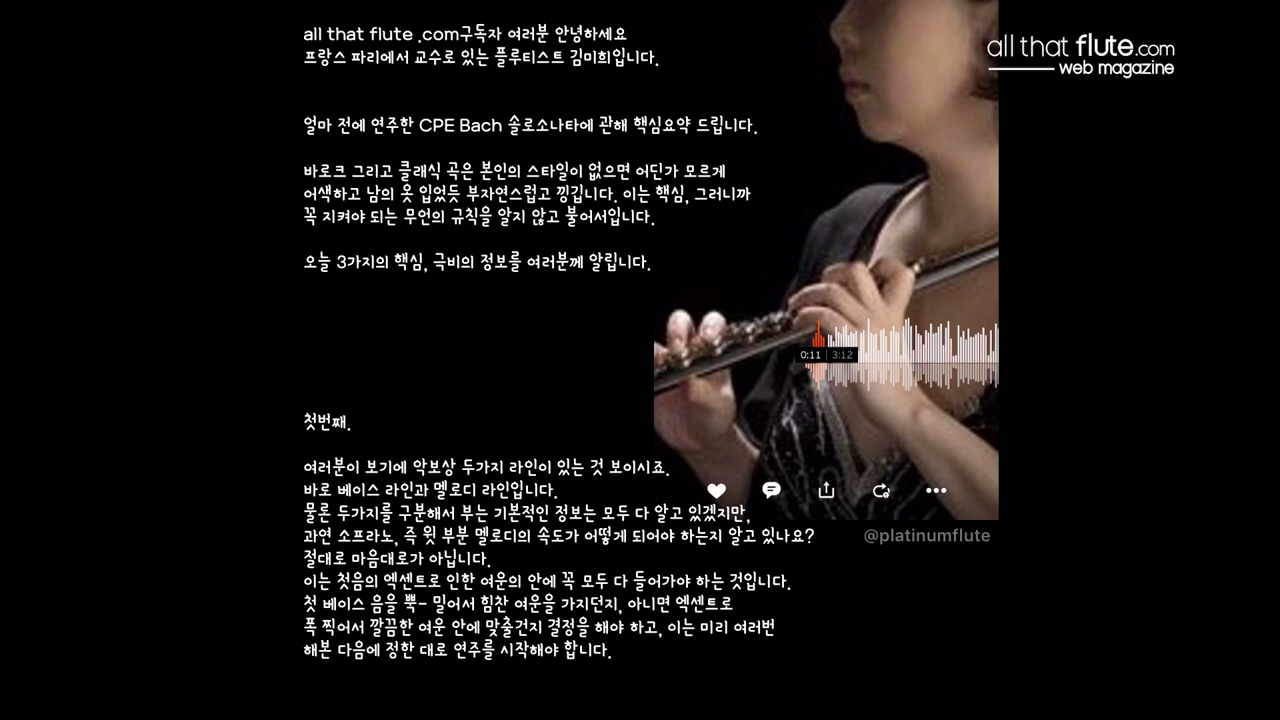 all that flute .com구독자 여러분 안녕하세요
프랑스 파리에서 교수로 있는 플루티스트 김미희입니다.
all that flute.com
web magazine
얼마 전에 연주한 CPE Bach 솔로소나타에 관해 핵심요약 드립니다.
바로크 그리고 클래식 곡은 본인의 스타일이 없으면 어딘가 모르게
어색하고 남의 옷 입었듯 부자연스럽고 낑깁니다. 이는 핵심, 그러니까
꼭 지켜야 되는 무언의 규칙을 알지 않고 불어서입니다.
오늘 3가지의 핵심, 극비의 정보를 여러분께 알립니다.
0:11 | 3:12
첫번째.
여러분이 보기에 악보상 두가지 라인이 있는 것 보이시죠.
바로 베이스 라인과 멜로디 라인입니다.
물론 두가지를 구분해서 부는 기본적인 정보는 모두 다 알고 있겠지만,
과연 소프라노, 즉 윗 부분 멜로디의 속도가 어떻게 되어야 하는지 알고 있나요?
@platinumflute
절대로 마음대로가 아닙니다.
이는 첫음의 엑센트로 인한 여운의 안에 꼭 모두 다 들어가야 하는 것입니다.
첫 베이스 음을 뿍- 밀어서 힘찬 여운을 가지던지, 아니면 엑센트로
폭 찍어서 깔끔한 여운 안에 맞출건지 결정을 해야 하고, 이는 미리 여러번
해본 다음에 정한 대로 연주를 시작해야 합니다.